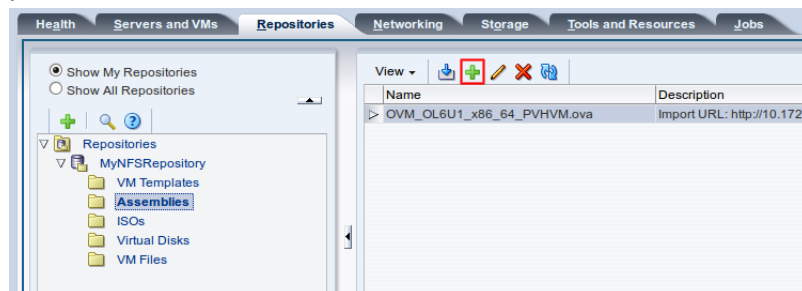 Health Servers and VMs Repositories Networking Storage Tools and Resources Jobs
Show My Repositories
Show All Repositories
View
Name Description
OVM_OL6U1_x86_64_PVHVM.ova Import URL: http://10.172
Repositories
MyNFSRepository
VM Templates
Assemblies
ISOs
Virtual Disks
VM Files